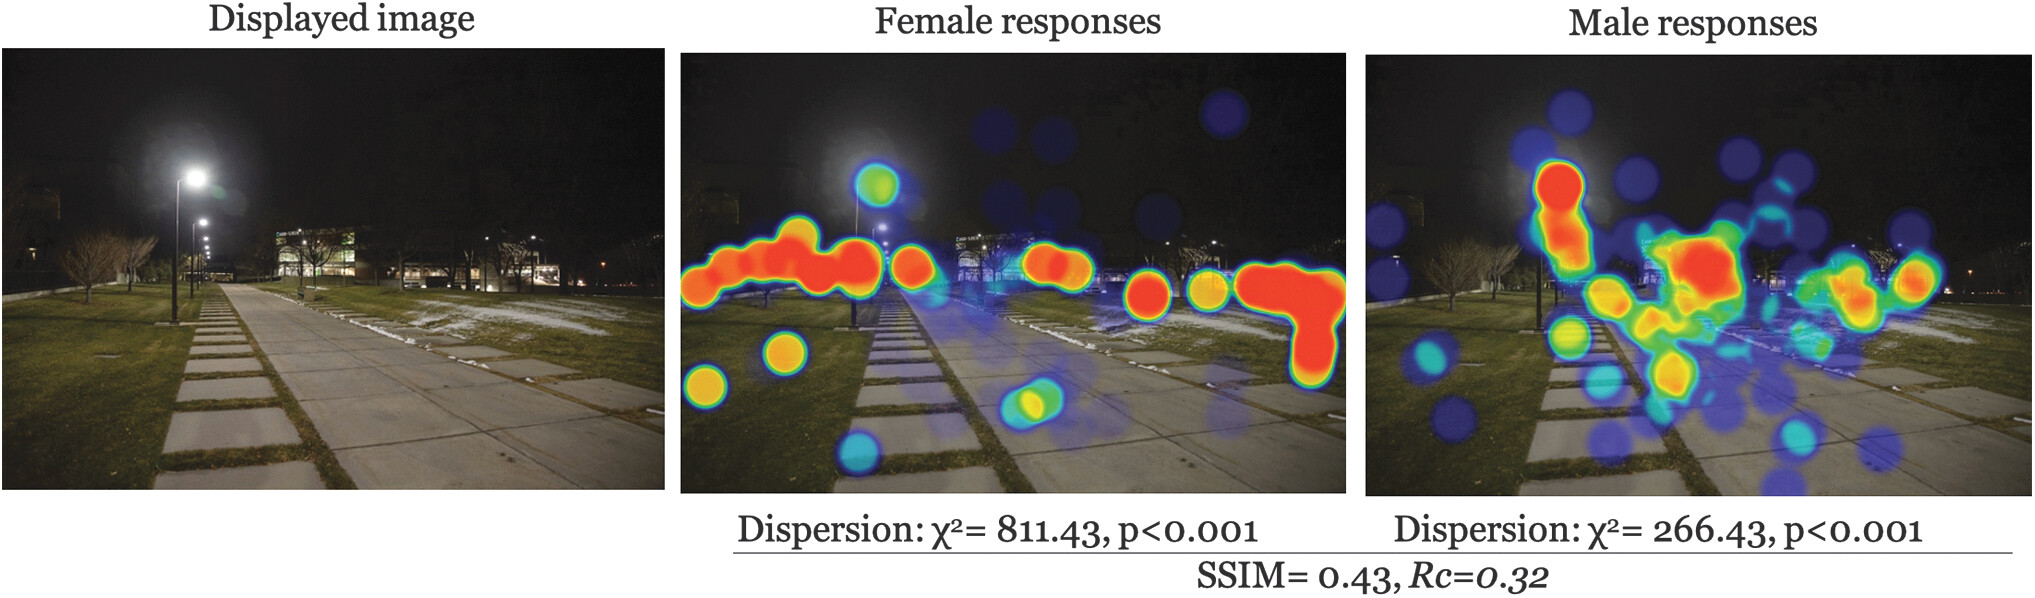 Displayed image
Female responses
Male responses
Dispersion: χ²= 811.43, p<0.001
Dispersion: χ²= 266.43, p<0.001
SSIM= 0.43, Rc=0.32